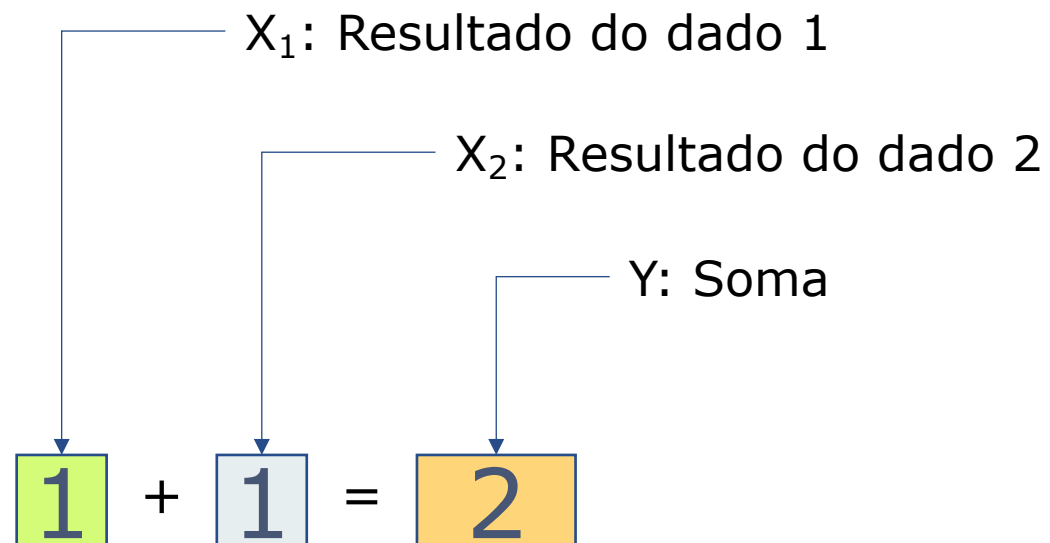 X₁: Resultado do dado 1
X₂: Resultado do dado 2
Y: Soma
1 + 1 = 2